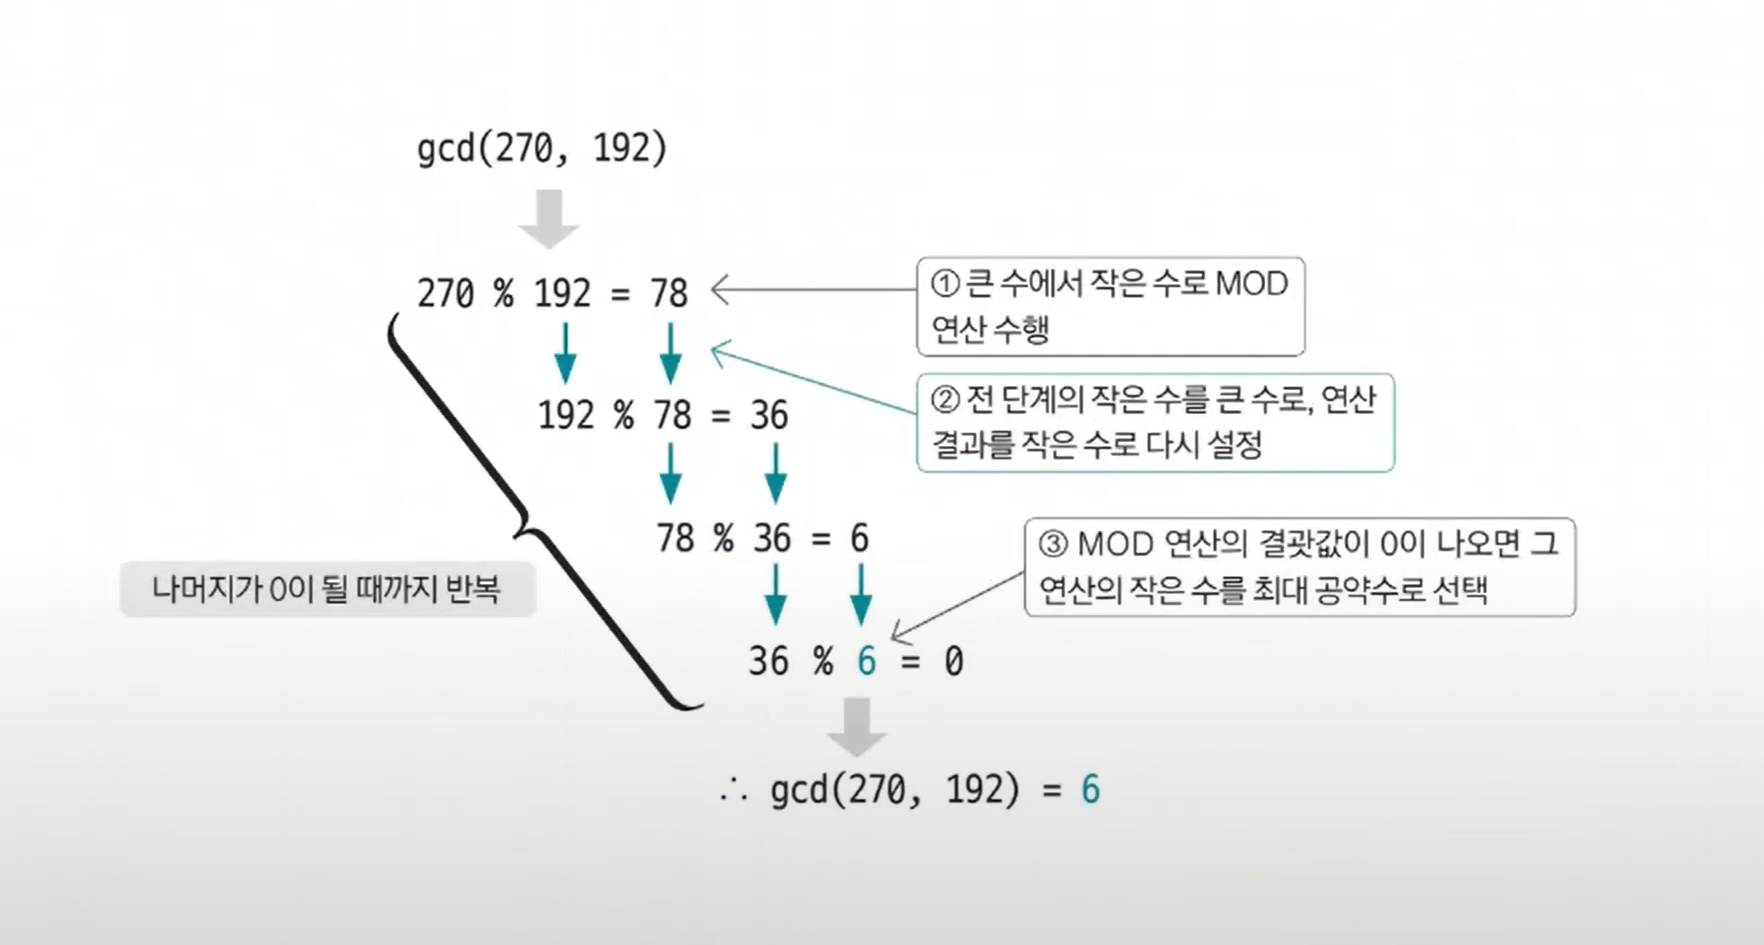 gcd(270, 192)
270 % 192 = 78
① 큰 수에서 작은 수로 MOD
연산 수행
② 전 단계의 작은 수를 큰 수로, 연산
결과를 작은 수로 다시 설정
192 % 78 = 36
78 % 36 = 6
③ MOD 연산의 결괏값이 0이 나오면 그
연산의 작은 수를 최대 공약수로 선택
나머지가 0이 될 때까지 반복
36 % 6 = 0
∴ gcd(270, 192) = 6